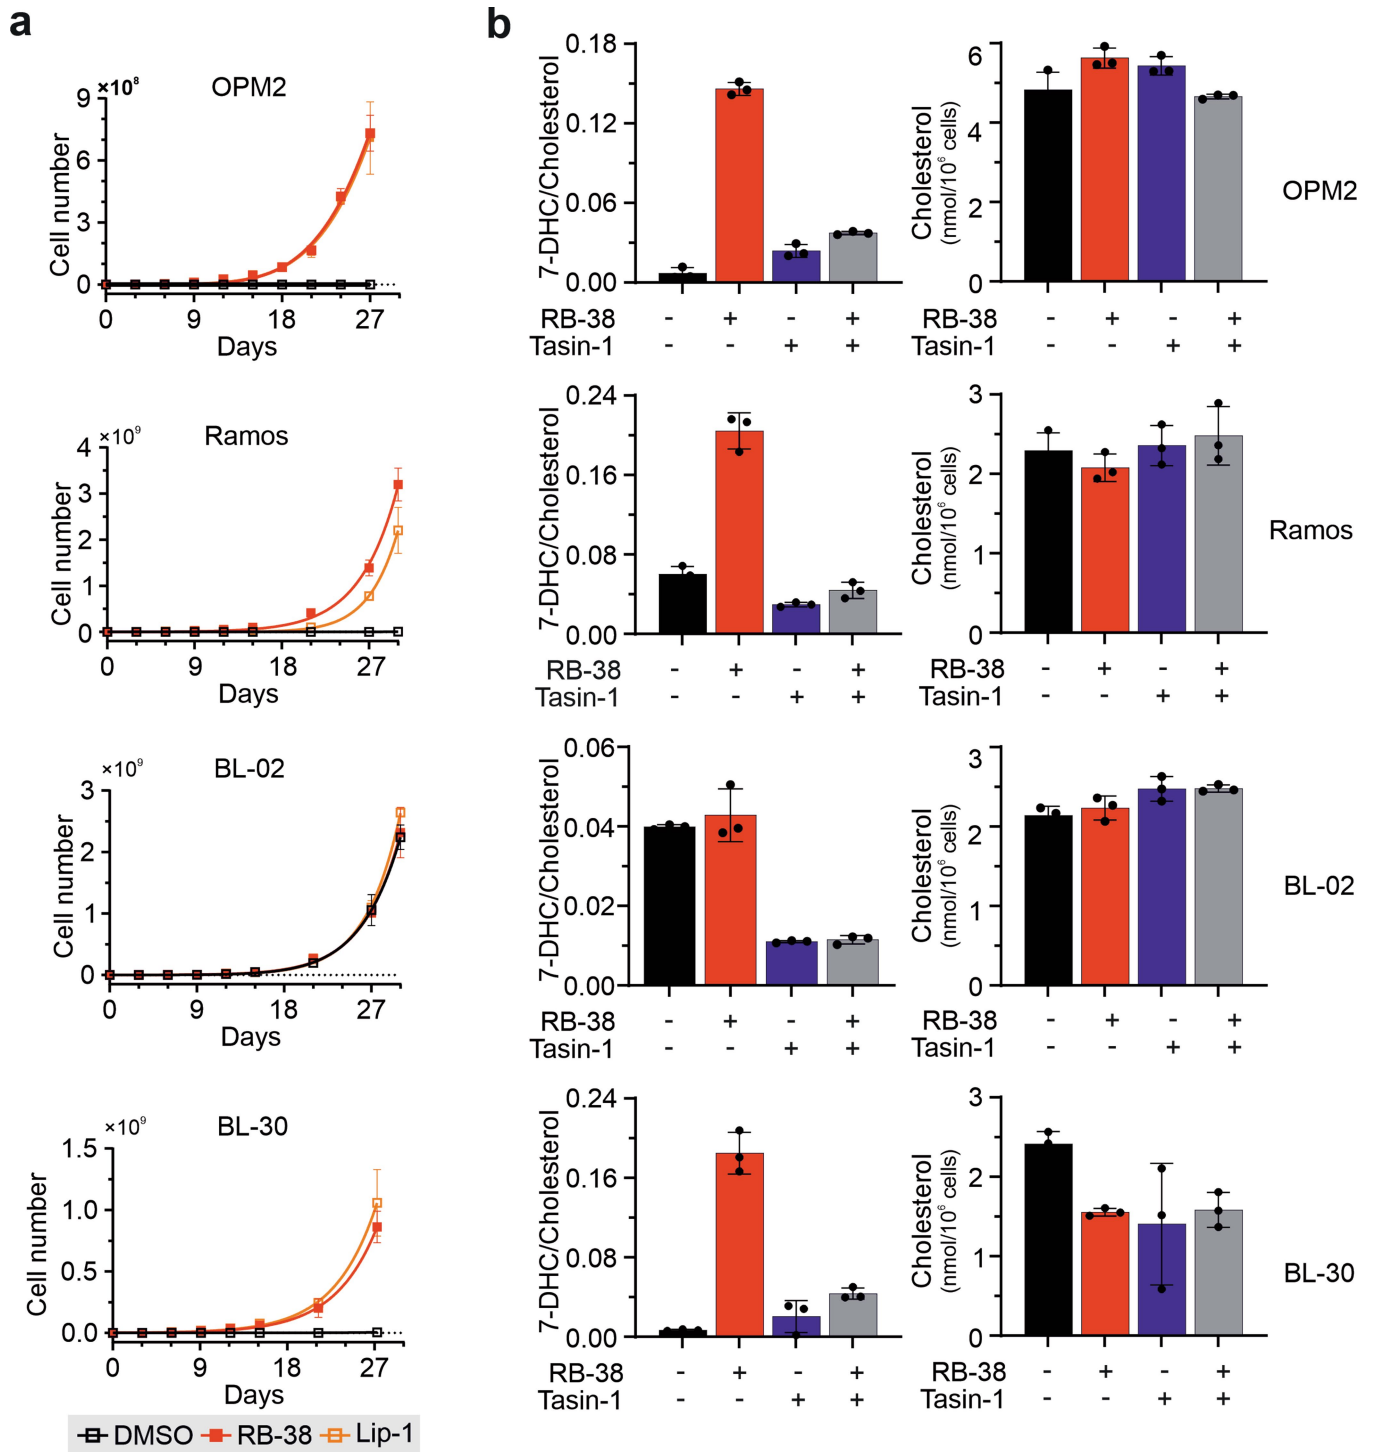 a
OPM2
×10⁸
Cell number
9
6
3
0
0 9 18 27
Days
Ramos
×10⁹
Cell number
4
3
2
1
0
0 9 18 27
Days
BL-02
×10⁹
Cell number
3
2
1
0
0 9 18 27
Days
BL-30
×10⁹
Cell number
1.5
1.0
0.5
0.0
0 9 18 27
Days
DMSO RB-38 Lip-1
b
7-DHC/Cholesterol
0.18
0.12
0.06
0.00
RB-38 - + - +
Tasin-1 - - + +
Cholesterol
(nmol/10⁶ cells)
6
4
2
0
RB-38 - + - +
Tasin-1 - - + +
OPM2
7-DHC/Cholesterol
0.24
0.16
0.08
0.00
RB-38 - + - +
Tasin-1 - - + +
Cholesterol
(nmol/10⁶ cells)
3
2
1
0
RB-38 - + - +
Tasin-1 - - + +
Ramos
7-DHC/Cholesterol
0.06
0.04
0.02
0.00
RB-38 - + - +
Tasin-1 - - + +
Cholesterol
(nmol/10⁶ cells)
3
2
1
0
RB-38 - + - +
Tasin-1 - - + +
BL-02
7-DHC/Cholesterol
0.24
0.16
0.08
0.00
RB-38 - + - +
Tasin-1 - - + +
Cholesterol
(nmol/10⁶ cells)
3
2
1
0
RB-38 - + - +
Tasin-1 - - + +
BL-30